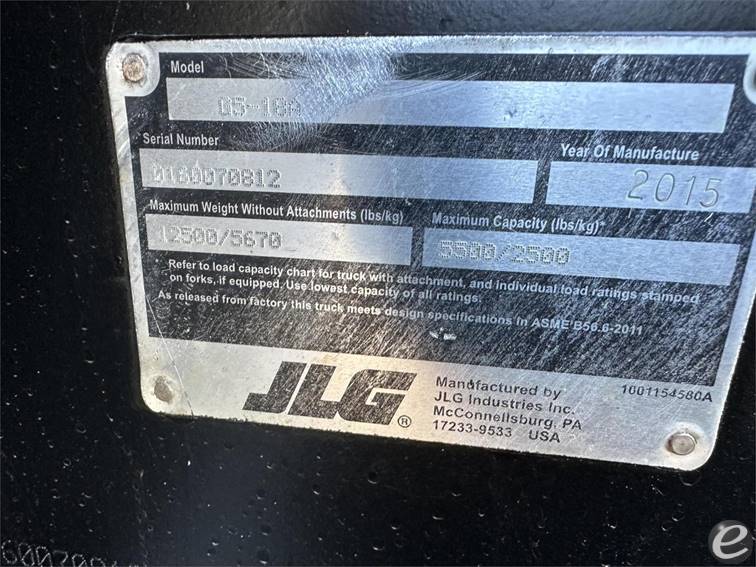 Model
G5-18A
Serial Number
0160070812
Year Of Manufacture
2015
Maximum Weight Without Attachments (lbs/kg)
12500/5670
Maximum Capacity (lbs/kg)*
5500/2500
Refer to load capacity chart for truck with attachment, and individual load ratings stamped
on forks, if equipped. Use lowest capacity of all ratings.
As released from factory this truck meets design specifications in ASME B56.6-2011
JLG®
Manufactured by
JLG Industries Inc.
McConnellsburg, PA
17233-9533 USA
1001154580A
e